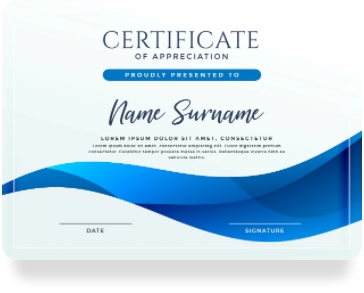 CERTIFICATE
OF APPRECIATION
PROUDLY PRESENTED TO
Name Surname
LOREM IPSUM DOLOR SIT AMET, CONSECTETUR
DATE SIGNATURE